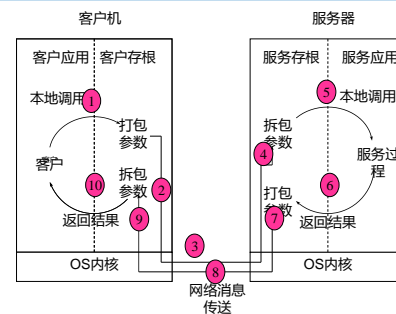 客户机
服务器
客户应用
客户存根
服务存根
服务应用
本地调用
1
5
本地调用
打包
参数
拆包
参数
4
客户
服务过
程
拆包
参数
10
2
打包
参数
6
9
返回结果
7
返回结果
3
OS内核
OS内核
8
网络消息
传送